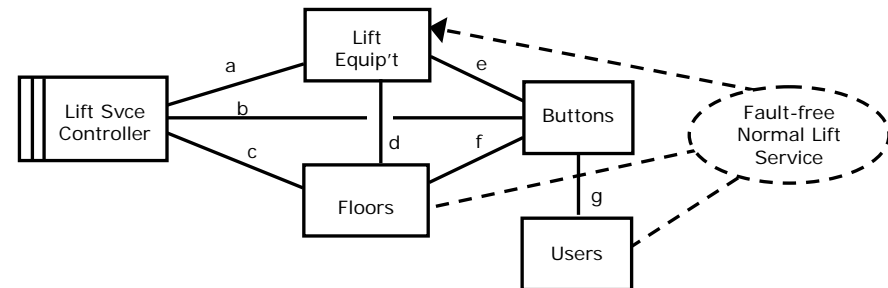 Lift
Equip't
a
e
b
Lift Svce
Controller
Buttons
Fault-free
Normal Lift
Service
c
d
f
Floors
g
Users